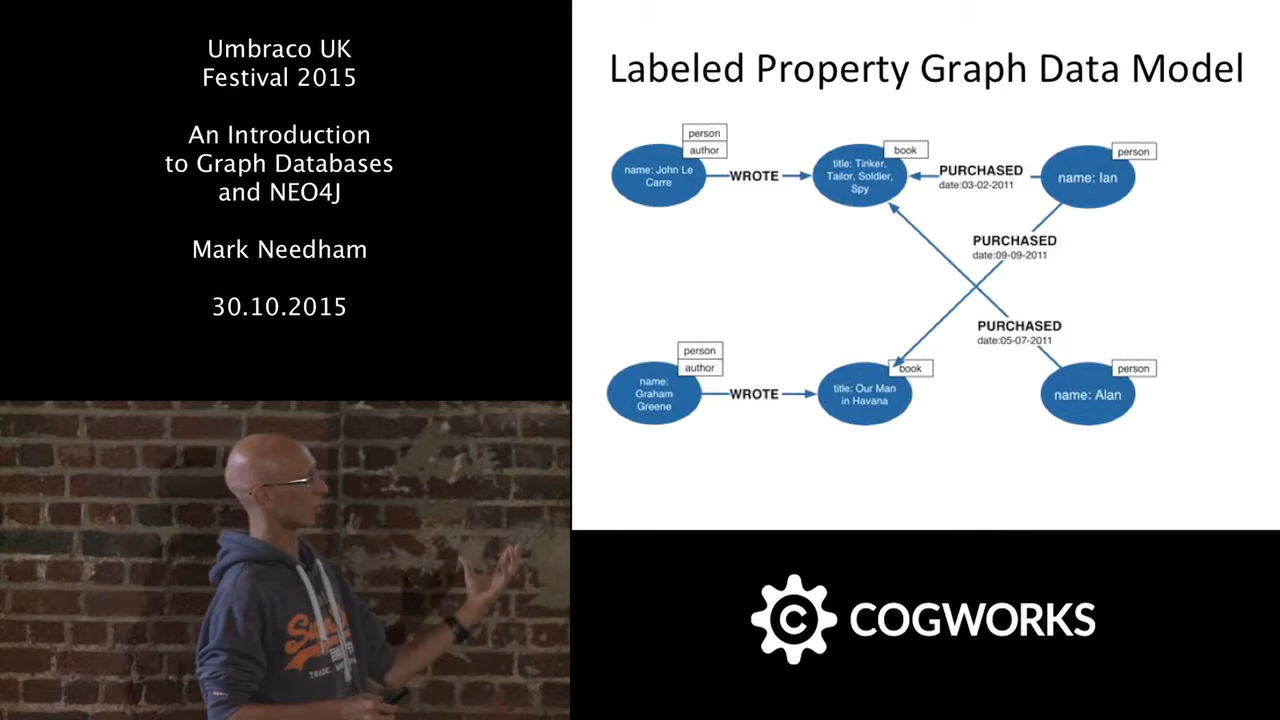 Umbraco UK
Festival 2015
An Introduction
to Graph Databases
and NEO4J
Mark Needham
30.10.2015
Labeled Property Graph Data Model
person
author
name: John Le
Carre
WROTE
book
title: Tinker,
Tailor, Soldier,
Spy
PURCHASED
date:03-02-2011
person
name: Ian
PURCHASED
date:09-09-2011
PURCHASED
date:05-07-2011
person
author
name:
Graham
Greene
WROTE
book
title: Our Man
in Havana
person
name: Alan
C COGWORKS